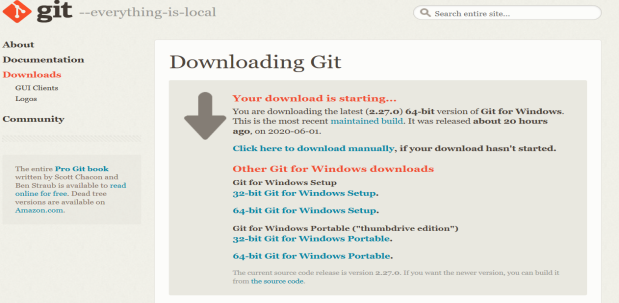 git --everything-is-local
Search entire site...
About
Documentation
Downloads
GUI Clients
Logos
Community
The entire Pro Git book
written by Scott Chacon and
Ben Straub is available to read
online for free. Dead tree
versions are available on
Amazon.com.
Downloading Git
Your download is starting...
You are downloading the latest (2.27.0) 64-bit version of Git for Windows.
This is the most recent maintained build. It was released about 20 hours
ago, on 2020-06-01.
Click here to download manually, if your download hasn't started.
Other Git for Windows downloads
Git for Windows Setup
32-bit Git for Windows Setup.
64-bit Git for Windows Setup.
Git for Windows Portable ("thumbdrive edition")
32-bit Git for Windows Portable.
64-bit Git for Windows Portable.
The current source code release is version 2.27.0. If you want the newer version, you can build it
from the source code.